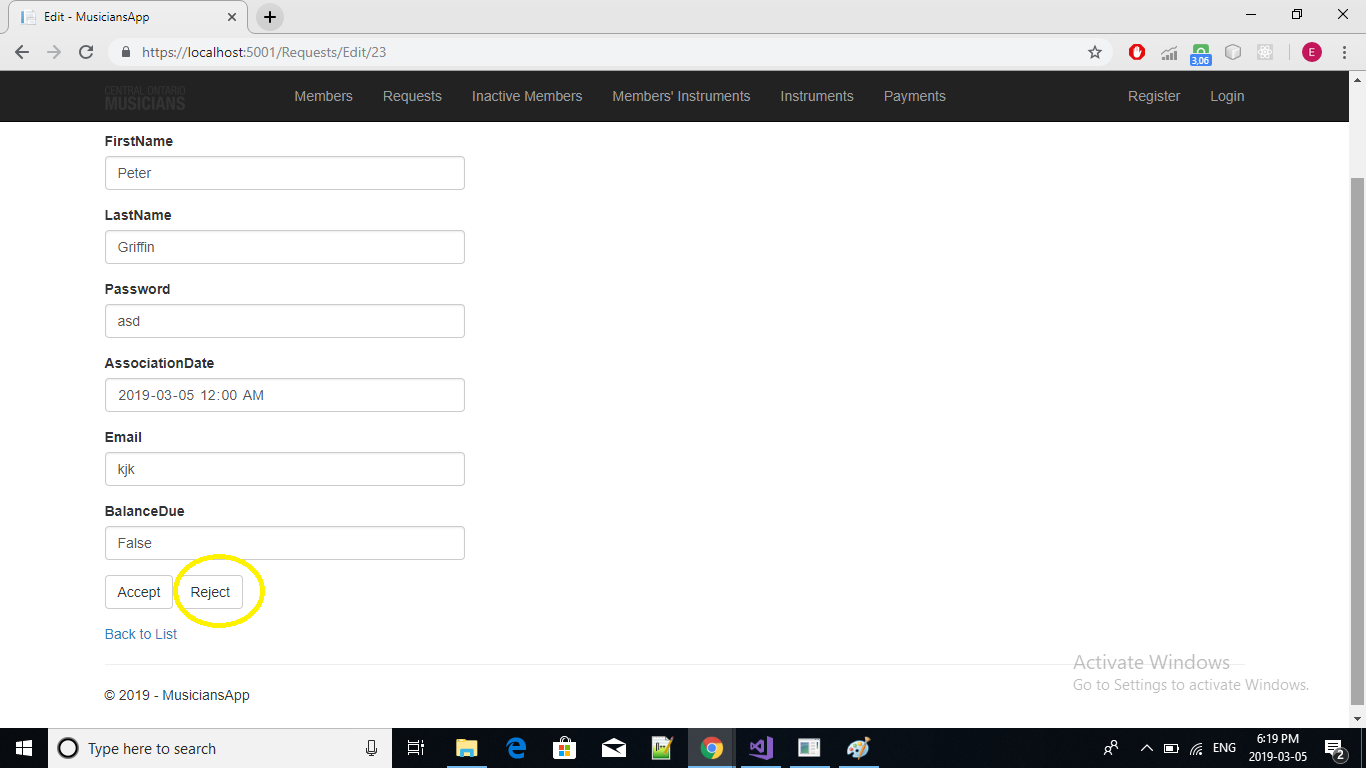 Edit - MusiciansApp
https://localhost:5001/Requests/Edit/23
3.06
E
CENTRAL ONTARIO
MUSICIANS
Members Requests Inactive Members Members' Instruments Instruments Payments Register Login
FirstName
Peter
LastName
Griffin
Password
asd
AssociationDate
2019-03-05 12:00 AM
Email
kjk
BalanceDue
False
Accept Reject
Back to List
© 2019 - MusiciansApp
Activate Windows
Go to Settings to activate Windows.
Type here to search
ENG
6:19 PM
2019-03-05
2